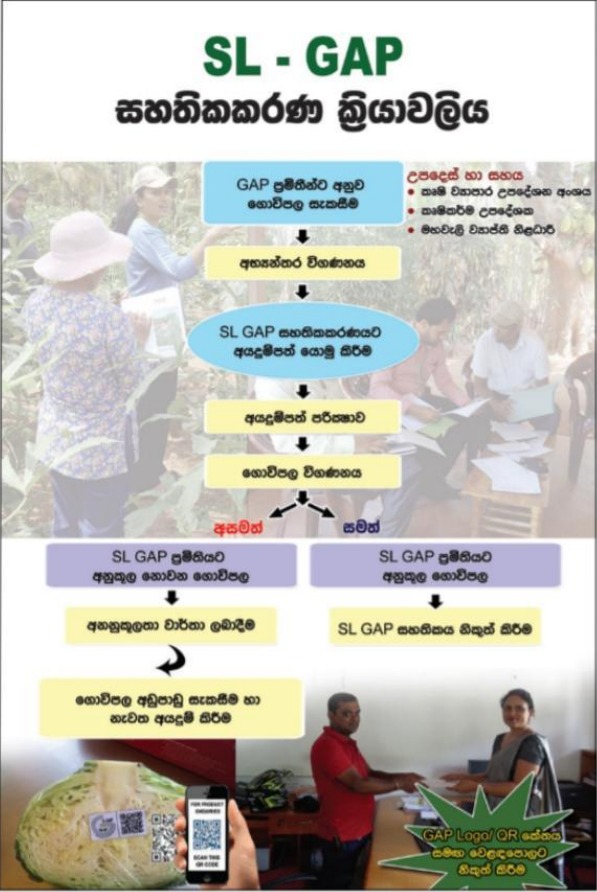 SL - GAP
සහතිකකරණ ක්‍රියාවලිය
GAP ප්‍රමිතීන්ට අනුව
ගොවිපල සැකසීම
උපදෙස් හා සහය
• කෘෂි ව්‍යාපාර උපදේශන අංශය
• කෘෂිකර්ම උපදේශක
• මහවැලි ව්‍යාප්ති නිළධාරී
අභ්‍යන්තර විගණනය
SL GAP සහතිකකරණයට
අයදුම්පත් යොමු කිරීම
අයදුම්පත් පරීක්‍ෂාව
ගොවිපල විගණනය
අසමත්
සමත්
SL GAP ප්‍රමිතියට
අනුකූල නොවන ගොවිපල
SL GAP ප්‍රමිතියට
අනුකූල ගොවිපල
අනනුකූලතා වාර්තා ලබාදීම
SL GAP සහතිකය නිකුත් කිරීම
ගොවිපල අඩුපාඩු සැකසීම හා
නැවත අයදුම් කිරීම
FOR PRODUCT
ENQUIRIES
SCAN THIS
QR CODE
GAP Logo/ QR කේතය
සමඟ වෙළඳපොලට
නිකුත් කිරීම